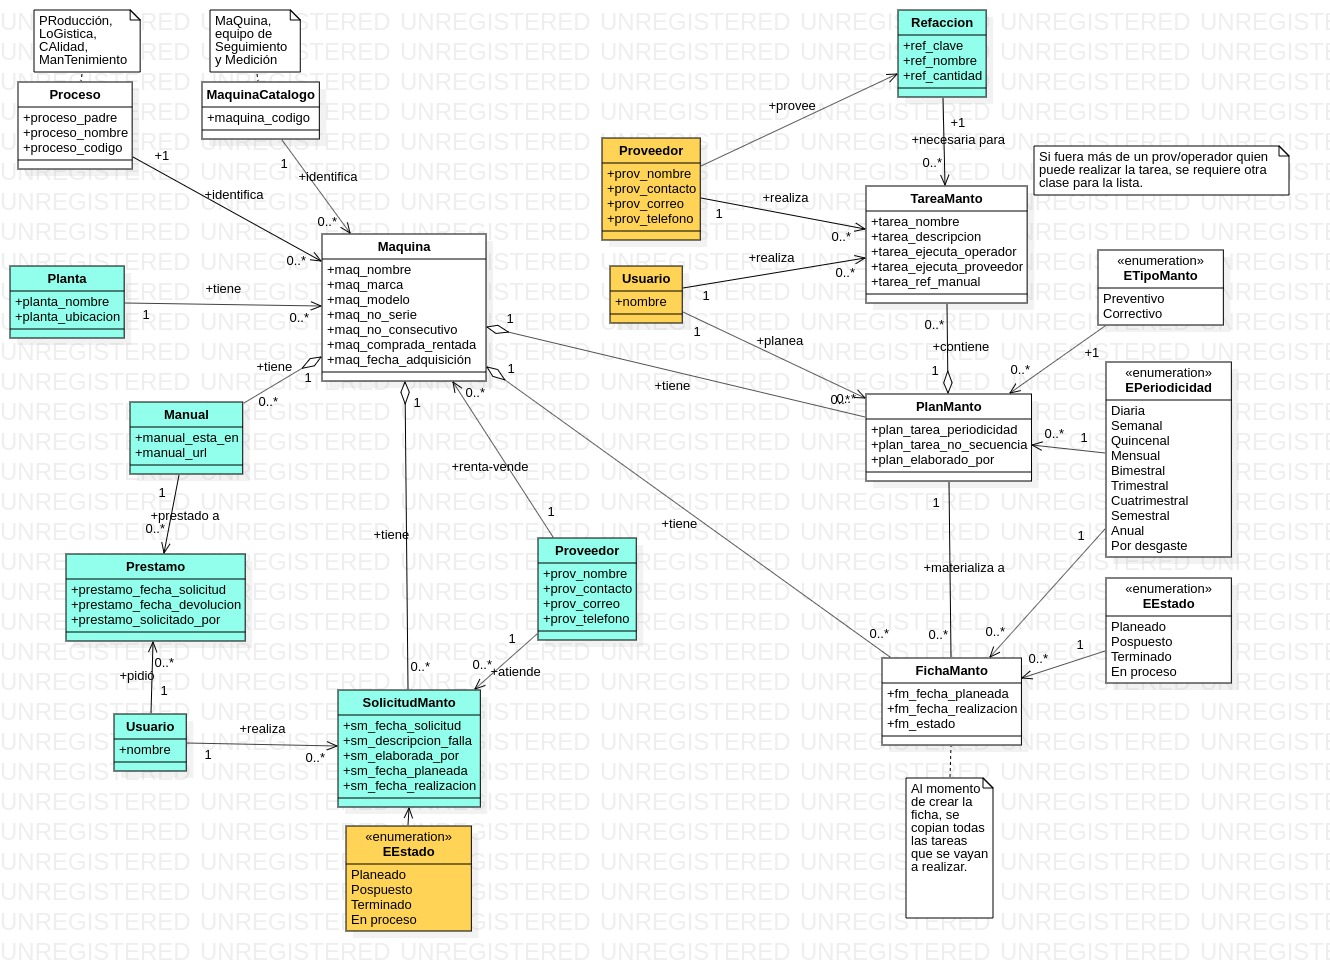 PRoducción,
LoGistica,
CAlidad,
ManTenimiento
MaQuina,
equipo de
Seguimiento
y Medición
Proceso
+proceso_padre
+proceso_nombre
+proceso_codigo
MaquinaCatalogo
+maquina_codigo
+1
+identifica
0..*
1
+identifica
0..*
Refaccion
+ref_clave
+ref_nombre
+ref_cantidad
+provee
+1
+necesaria para
0..*
Proveedor
+prov_nombre
+prov_contacto
+prov_correo
+prov_telefono
+realiza
1
0..*
Si fuera más de un prov/operador quien
puede realizar la tarea, se requiere otra
clase para la lista.
TareaManto
+tarea_nombre
+tarea_descripcion
+tarea_ejecuta_operador
+tarea_ejecuta_proveedor
+tarea_ref_manual
Maquina
+maq_nombre
+maq_marca
+maq_modelo
+maq_no_serie
+maq_no_consecutivo
+maq_comprada_rentada
+maq_fecha_adquisición
Planta
+planta_nombre
+planta_ubicacion
+tiene
1
0..*
Usuario
+nombre
+realiza
1
0..*
1
+planea
0..*
«enumeration»
ETipoManto
Preventivo
Correctivo
+1
0..*
0..*
+contiene
1
1
+tiene
0..*
+tiene
1
0..*
Manual
+manual_esta_en
+manual_url
1
+prestado a
0..*
1
+tiene
0..*
0..*
+renta-vende
1
1
+tiene
0..*
PlanManto
+plan_tarea_periodicidad
+plan_tarea_no_secuencia
+plan_elaborado_por
«enumeration»
EPeriodicidad
Diaria
Semanal
Quincenal
Mensual
Bimestral
Trimestral
Cuatrimestral
Semestral
Anual
Por desgaste
0..*
1
1
0..*
1
+materializa a
0..*
Prestamo
+prestamo_fecha_solicitud
+prestamo_fecha_devolucion
+prestamo_solicitado_por
Proveedor
+prov_nombre
+prov_contacto
+prov_correo
+prov_telefono
1
0..*
+atiende
«enumeration»
EEstado
Planeado
Pospuesto
Terminado
En proceso
1
0..*
0..*
+pidió
1
Usuario
+nombre
+realiza
1
0..*
SolicitudManto
+sm_fecha_solicitud
+sm_descripcion_falla
+sm_elaborada_por
+sm_fecha_planeada
+sm_fecha_realizacion
FichaManto
+fm_fecha_planeada
+fm_fecha_realizacion
+fm_estado
Al momento
de crear la
ficha, se
copian todas
las tareas
que se vayan
a realizar.
«enumeration»
EEstado
Planeado
Pospuesto
Terminado
En proceso